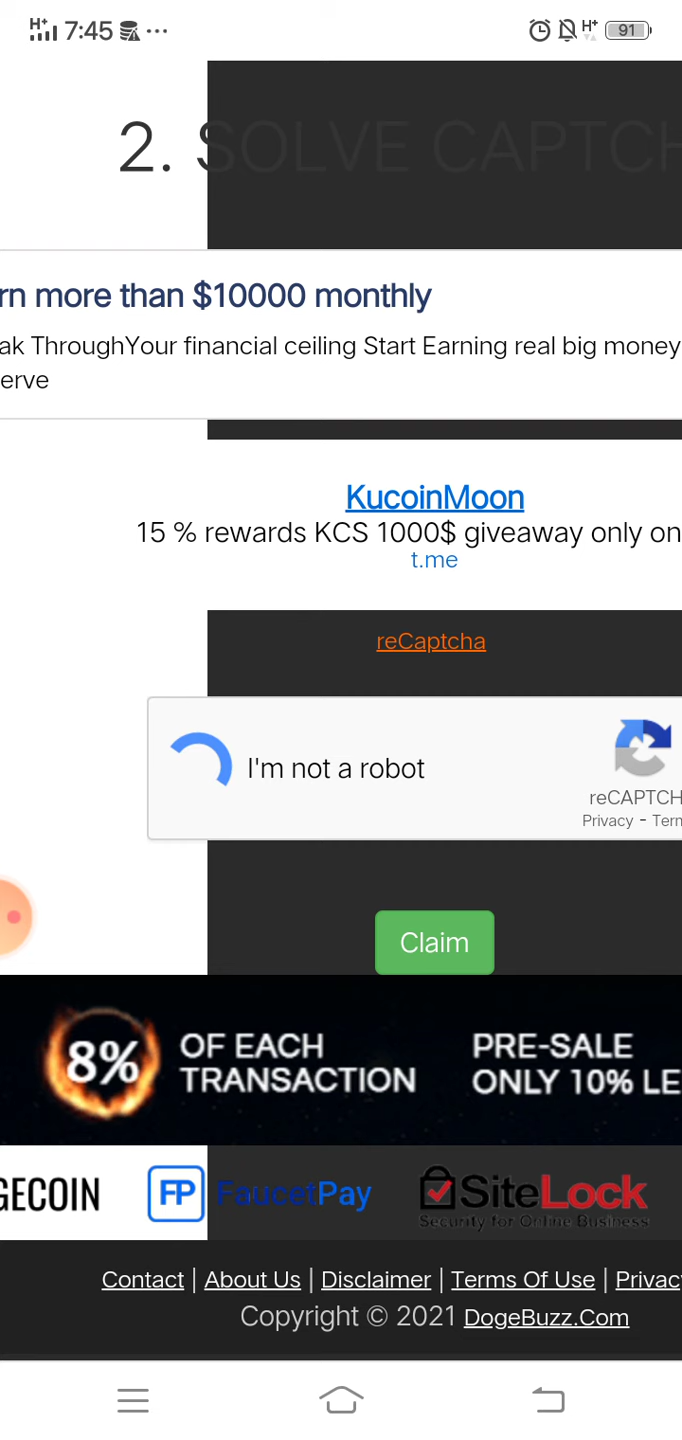 H+ 7:45 ... H+ 91
2. SOLVE CAPTCH
rn more than $10000 monthly
ak ThroughYour financial ceiling Start Earning real big money
erve
KucoinMoon
15 % rewards KCS 1000$ giveaway only on
t.me
reCaptcha
I'm not a robot
reCAPTCH
Privacy - Tern
Claim
8% OF EACH TRANSACTION
PRE-SALE
ONLY 10% LE
GECOIN FP FaucetPay SiteLock
Security for Online Business
Contact | About Us | Disclaimer | Terms Of Use | Privac
Copyright © 2021 DogeBuzz.Com